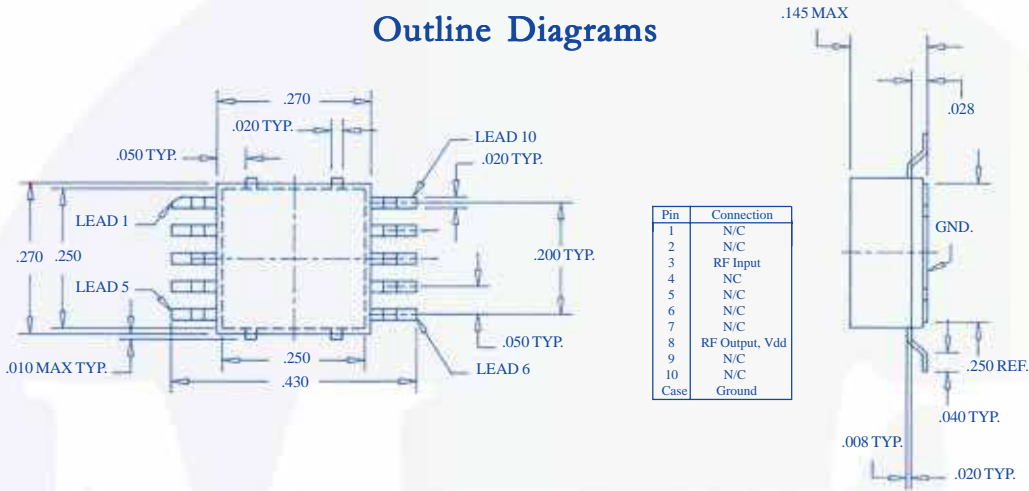 Outline Diagrams
.145 MAX
.028
.270
.020 TYP.
.050 TYP.
LEAD 10
.020 TYP.
LEAD 1
.270
.250
.200 TYP.
LEAD 5
.050 TYP.
.010 MAX TYP.
.250
LEAD 6
.430
Pin Connection
1 N/C
2 N/C
3 RF Input
4 NC
5 N/C
6 N/C
7 N/C
8 RF Output, Vdd
9 N/C
10 N/C
Case Ground
GND.
.250 REF.
.040 TYP.
.008 TYP.
.020 TYP.